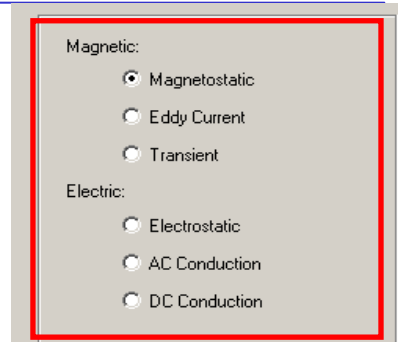 Magnetic:
Magnetostatic
Eddy Current
Transient
Electric:
Electrostatic
AC Conduction
DC Conduction